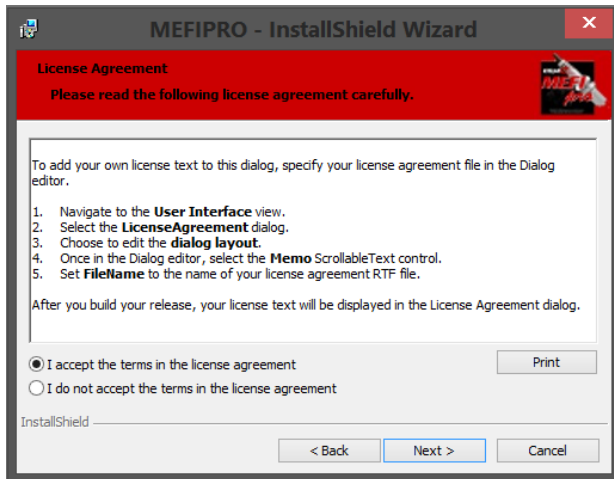 MEFIPRO - InstallShield Wizard
License Agreement
Please read the following license agreement carefully.
MEFI
To add your own license text to this dialog, specify your license agreement file in the Dialog
editor.
1. Navigate to the User Interface view.
2. Select the LicenseAgreement dialog.
3. Choose to edit the dialog layout.
4. Once in the Dialog editor, select the Memo ScrollableText control.
5. Set FileName to the name of your license agreement RTF file.
After you build your release, your license text will be displayed in the License Agreement dialog.
I accept the terms in the license agreement
Print
I do not accept the terms in the license agreement
InstallShield
< Back
Next >
Cancel